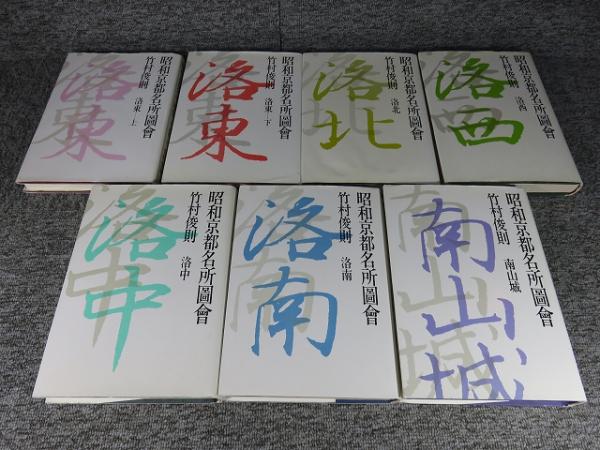 昭和京都名所圖會
竹村俊則
洛東 上
洛東
昭和京都名所圖會
竹村俊則
洛東 下
洛東
昭和京都名所圖會
竹村俊則
洛北
洛北
昭和京都名所圖會
竹村俊則
洛西
洛西
昭和京都名所圖會
竹村俊則
洛中
洛中
昭和京都名所圖會
竹村俊則
洛南
洛南
昭和京都名所圖會
竹村俊則
南山城
南山城